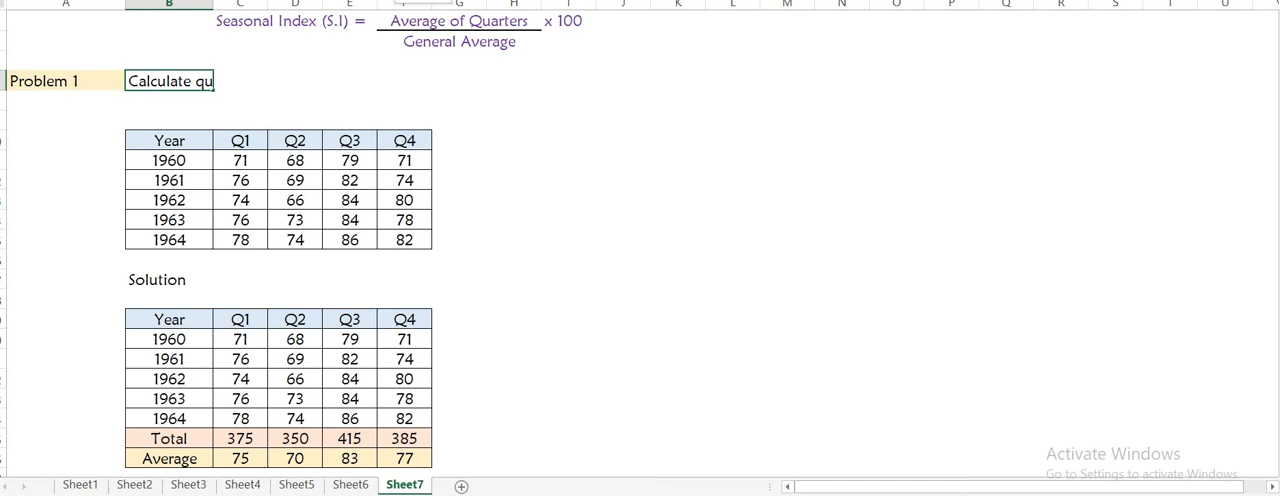 A B C D E F G H I J K L M N O P Q R S T U
Seasonal Index (S.I) = Average of Quarters x 100
General Average
Problem 1 Calculate qu
Year Q1 Q2 Q3 Q4
1960 71 68 79 71
1961 76 69 82 74
1962 74 66 84 80
1963 76 73 84 78
1964 78 74 86 82
Solution
Year Q1 Q2 Q3 Q4
1960 71 68 79 71
1961 76 69 82 74
1962 74 66 84 80
1963 76 73 84 78
1964 78 74 86 82
Total 375 350 415 385
Average 75 70 83 77
Activate Windows
Go to Settings to activate Windows.
Sheet1 Sheet2 Sheet3 Sheet4 Sheet5 Sheet6 Sheet7